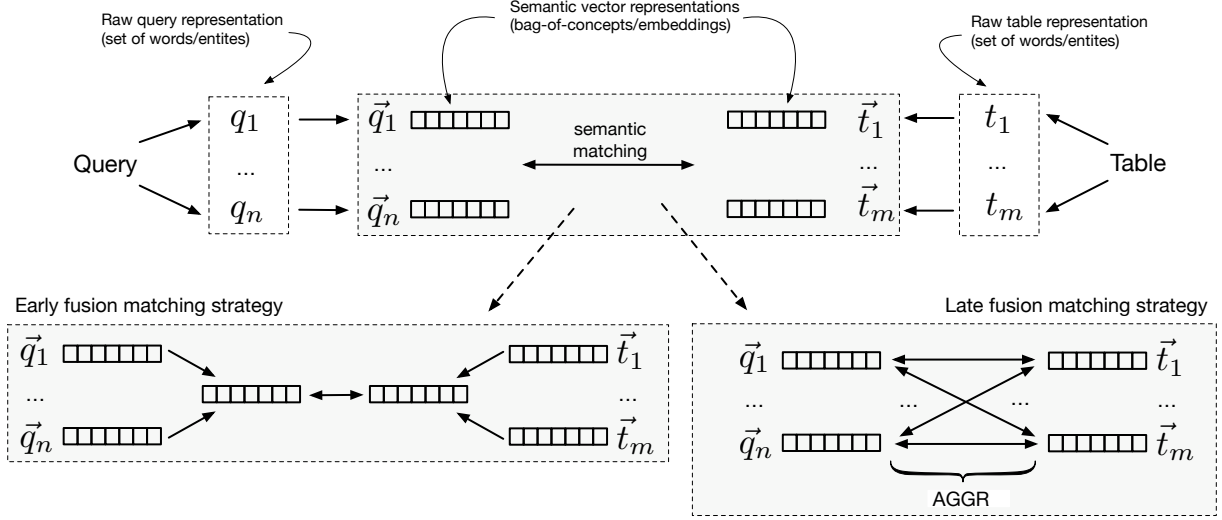 Raw query representation
(set of words/entites)
Semantic vector representations
(bag-of-concepts/embeddings)
Raw table representation
(set of words/entites)
Query
q₁
...
qₙ
q⃗₁
...
q⃗ₙ
semantic
matching
t⃗₁
...
t⃗ₘ
t₁
...
tₘ
Table
Early fusion matching strategy
q⃗₁
...
q⃗ₙ
t⃗₁
...
t⃗ₘ
Late fusion matching strategy
q⃗₁
...
q⃗ₙ
...
...
t⃗₁
...
t⃗ₘ
AGGR